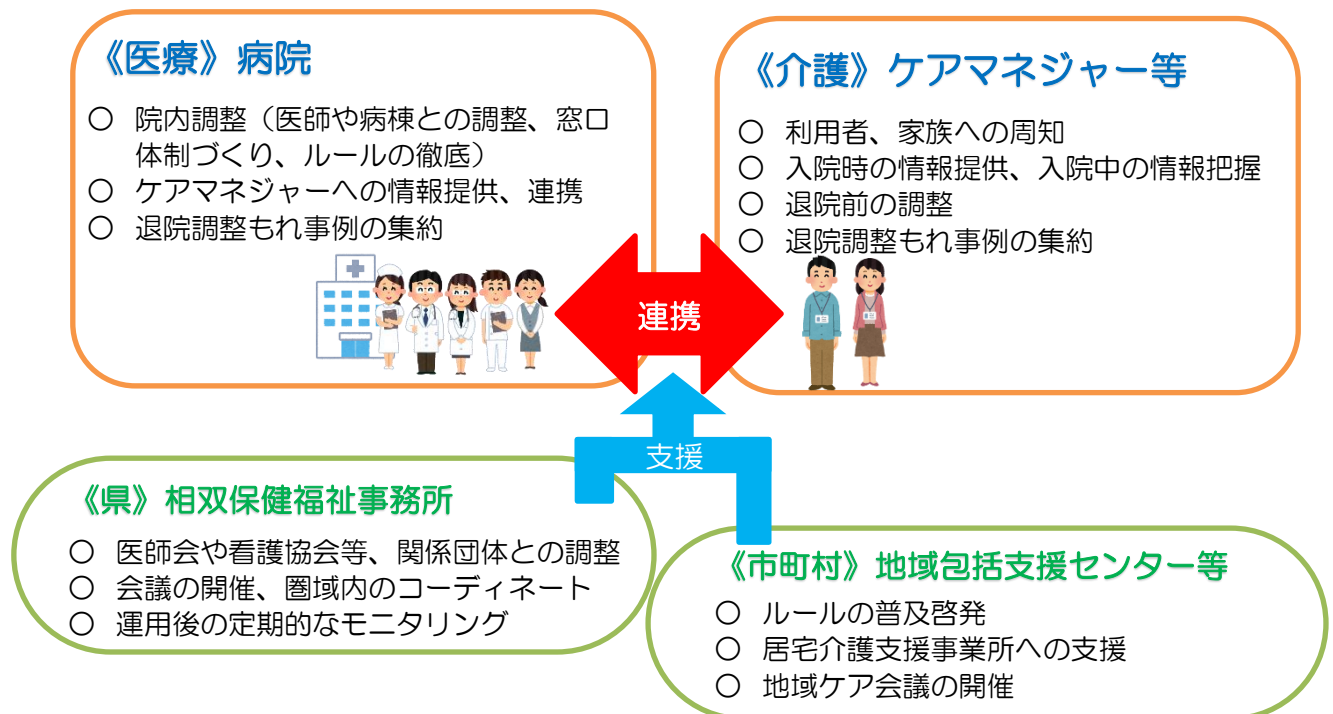 《医療》病院
○ 院内調整（医師や病棟との調整、窓口
体制づくり、ルールの徹底）
○ ケアマネジャーへの情報提供、連携
○ 退院調整もれ事例の集約
《介護》ケアマネジャー等
○ 利用者、家族への周知
○ 入院時の情報提供、入院中の情報把握
○ 退院前の調整
○ 退院調整もれ事例の集約
連携
支援
《県》相双保健福祉事務所
○ 医師会や看護協会等、関係団体との調整
○ 会議の開催、圏域内のコーディネート
○ 運用後の定期的なモニタリング
《市町村》地域包括支援センター等
○ ルールの普及啓発
○ 居宅介護支援事業所への支援
○ 地域ケア会議の開催